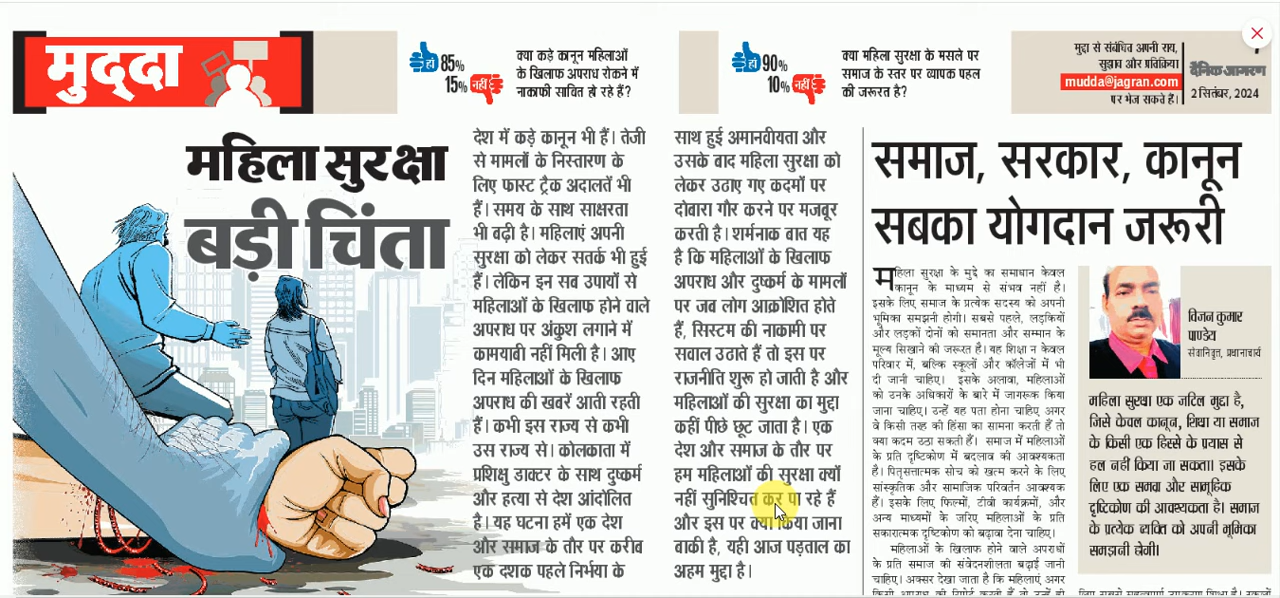 मुद्दा
हां 85%
15% नहीं
क्या कड़े कानून महिलाओं
के खिलाफ अपराध रोकने में
नाकाफी साबित हो रहे हैं?
हां 90%
10% नहीं
क्या महिला सुरक्षा के मसले पर
समाज के स्तर पर व्यापक पहल
की जरूरत है?
मुद्दा से संबंधित अपनी राय,
सुझाव और प्रतिक्रिया
mudda@jagran.com
पर भेज सकते हैं।
दैनिक जागरण
2 सितंबर, 2024
महिला सुरक्षा
बड़ी चिंता
देश में कड़े कानून भी हैं। तेजी
से मामलों के निस्तारण के
लिए फास्ट ट्रैक अदालतें भी
हैं। समय के साथ साक्षरता
भी बढ़ी है। महिलाएं अपनी
सुरक्षा को लेकर सतर्क भी हुई
हैं। लेकिन इन सब उपायों से
महिलाओं के खिलाफ होने वाले
अपराध पर अंकुश लगाने में
कामयाबी नहीं मिली है। आए
दिन महिलाओं के खिलाफ
अपराध की खबरें आती रहती
हैं। कभी इस राज्य से कभी
उस राज्य से। कोलकाता में
प्रशिक्षु डाक्टर के साथ दुष्कर्म
और हत्या से देश आंदोलित
है। यह घटना हमें एक देश
और समाज के तौर पर करीब
एक दशक पहले निर्भया के
साथ हुई अमानवीयता और
उसके बाद महिला सुरक्षा को
लेकर उठाए गए कदमों पर
दोबारा गौर करने पर मजबूर
करती है। शर्मनाक बात यह
है कि महिलाओं के खिलाफ
अपराध और दुष्कर्म के मामलों
पर जब लोग आक्रोशित होते
हैं, सिस्टम की नाकामी पर
सवाल उठाते हैं तो इस पर
राजनीति शुरू हो जाती है और
महिलाओं की सुरक्षा का मुद्दा
कहीं पीछे छूट जाता है। एक
देश और समाज के तौर पर
हम महिलाओं की सुरक्षा क्यों
नहीं सुनिश्चित कर पा रहे हैं
और इस पर क्या किया जाना
बाकी है, यही आज पड़ताल का
अहम मुद्दा है।
समाज, सरकार, कानून
सबका योगदान जरूरी
महिला सुरक्षा के मुद्दे का समाधान केवल
कानून के माध्यम से संभव नहीं है।
इसके लिए समाज के प्रत्येक सदस्य को अपनी
भूमिका समझनी होगी। सबसे पहले, लड़कियों
और लड़कों दोनों को समानता और सम्मान के
मूल्य सिखाने की जरूरत है। यह शिक्षा न केवल
परिवार में, बल्कि स्कूलों और कॉलेजों में भी
दी जानी चाहिए। इसके अलावा, महिलाओं
को उनके अधिकारों के बारे में जागरूक किया
जाना चाहिए। उन्हें यह पता होना चाहिए अगर
वे किसी तरह की हिंसा का सामना करती हैं तो
क्या कदम उठा सकती हैं। समाज में महिलाओं
के प्रति दृष्टिकोण में बदलाव की आवश्यकता
है। पितृसत्तात्मक सोच को खत्म करने के लिए
सांस्कृतिक और सामाजिक परिवर्तन आवश्यक
हैं। इसके लिए फिल्मों, टीवी कार्यक्रमों, और
अन्य माध्यमों के जरिए महिलाओं के प्रति
सकारात्मक दृष्टिकोण को बढ़ावा देना चाहिए।
महिलाओं के खिलाफ होने वाले अपराधों
के प्रति समाज की संवेदनशीलता बढ़ाई जानी
चाहिए। अक्सर देखा जाता है कि महिलाएं अगर
किसी अपराध की रिपोर्ट करती हैं तो उन्हें ही
विजन कुमार
पाण्डेय
सेवानिवृत, प्रधानाचार्य
महिला सुरक्षा एक जटिल मुद्दा है,
जिसे केवल कानून, शिक्षा या समाज
के किसी एक हिस्से के प्रयास से
हल नहीं किया जा सकता। इसके
लिए एक समग्र और सामूहिक
दृष्टिकोण की आवश्यकता है। समाज
के प्रत्येक व्यक्ति को अपनी भूमिका
समझनी होगी।
लिए सबसे महत्वपूर्ण उपकरण शिक्षा है। स्कूलों